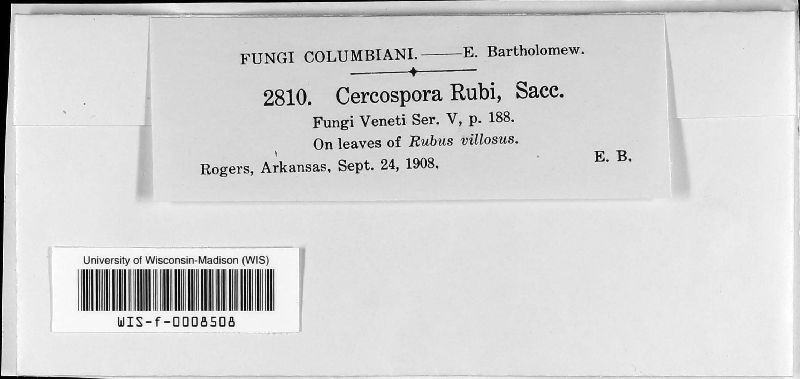 FUNGI COLUMBIANI.——E. Bartholomew.
2810. Cercospora Rubi, Sacc.
Fungi Veneti Ser. V, p. 188.
On leaves of Rubus villosus.
Rogers, Arkansas, Sept. 24, 1908. E. B.
University of Wisconsin-Madison (WIS)
WIS-f-0008508